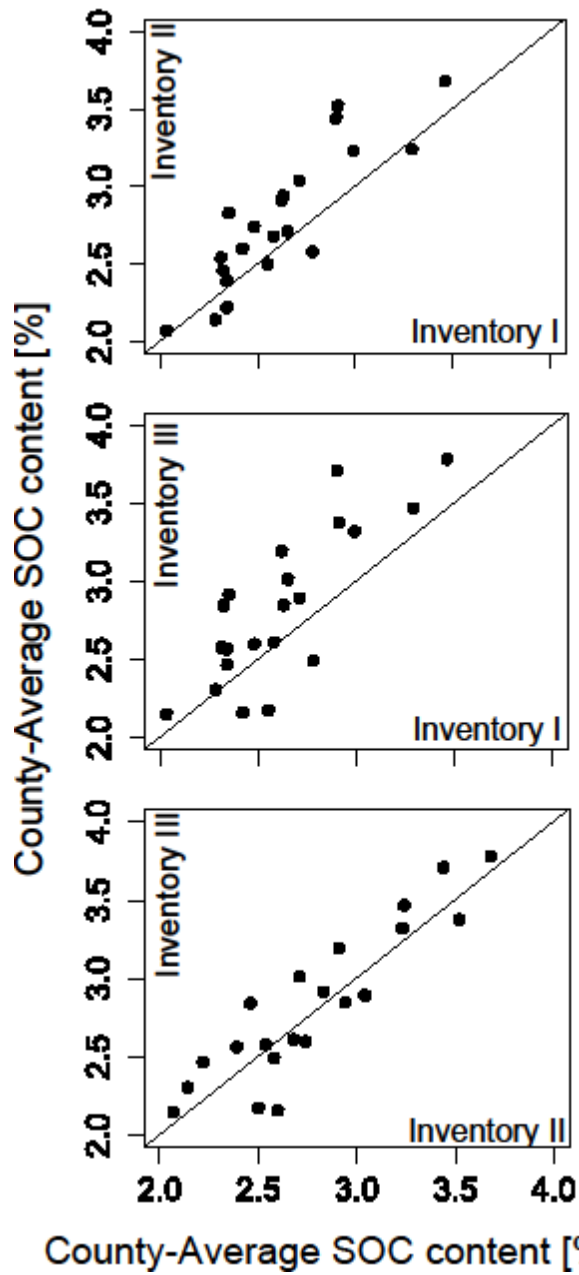 County-Average SOC content [%]
4.0
3.5
3.0
2.5
2.0
Inventory II
Inventory I
4.0
3.5
3.0
2.5
2.0
Inventory III
Inventory I
4.0
3.5
3.0
2.5
2.0
Inventory III
Inventory II
2.0 2.5 3.0 3.5 4.0
County-Average SOC content [%